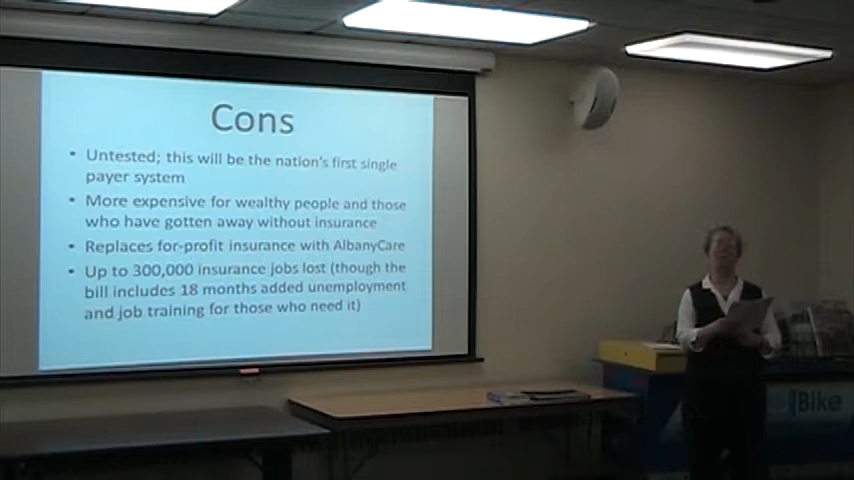 Cons
• Untested; this will be the nation's first single
payer system
• More expensive for wealthy people and those
who have gotten away without insurance
• Replaces for-profit insurance with AlbanyCare
• Up to 300,000 insurance jobs lost (though the
bill includes 18 months added unemployment
and job training for those who need it)
Bike